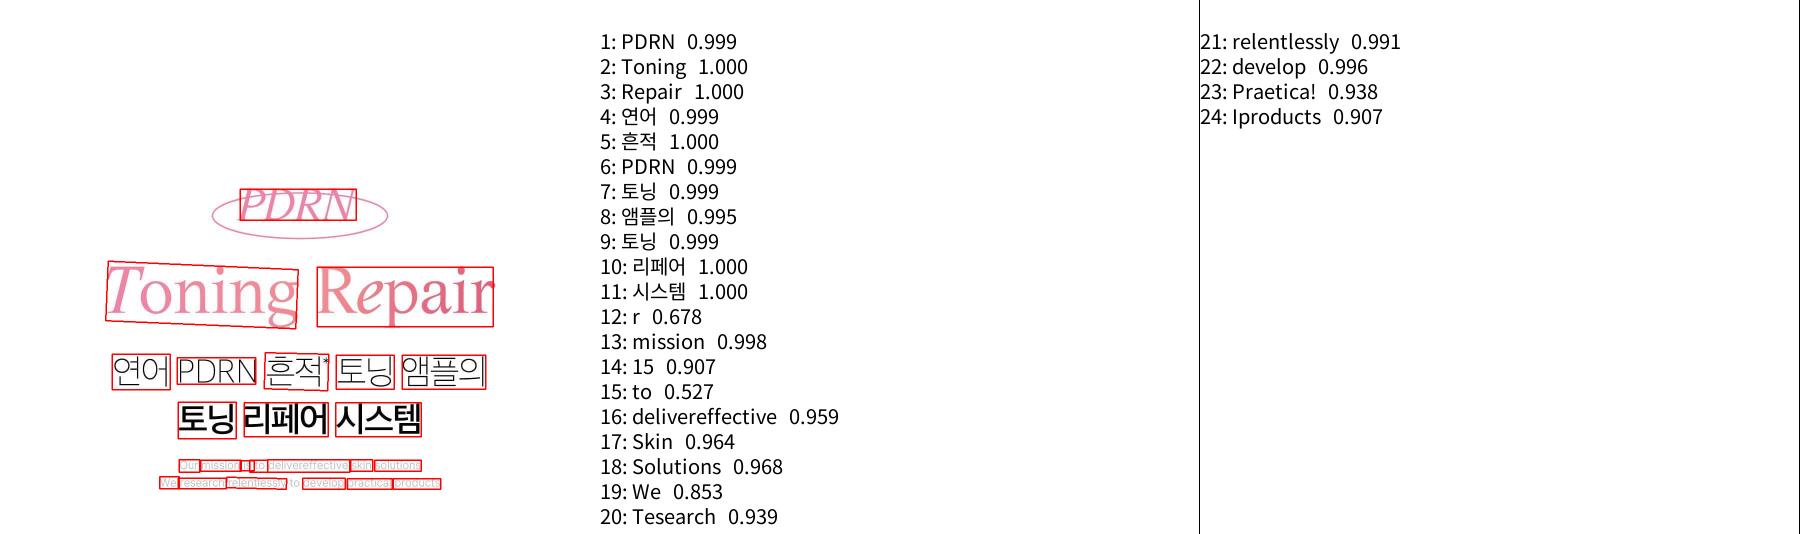 PDRN
Toning Repair
연어 PDRN 흔적* 토닝 앰플의
토닝 리페어 시스템
Our mission is to deliver effective skin solutions
We research relentlessly to develop practical products
1: PDRN 0.999
2: Toning 1.000
3: Repair 1.000
4: 연어 0.999
5: 흔적 1.000
6: PDRN 0.999
7: 토닝 0.999
8: 앰플의 0.995
9: 토닝 0.999
10: 리페어 1.000
11: 시스템 1.000
12: r 0.678
13: mission 0.998
14: 15 0.907
15: to 0.527
16: delivereffective 0.959
17: Skin 0.964
18: Solutions 0.968
19: We 0.853
20: Tesearch 0.939
21: relentlessly 0.991
22: develop 0.996
23: Praetica! 0.938
24: Iproducts 0.907